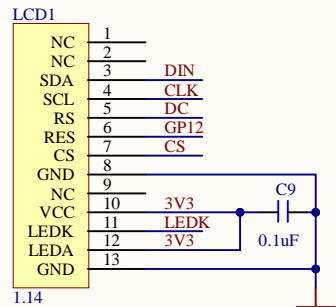 LCD1
NC 1
NC 2
SDA 3 DIN
SCL 4 CLK
RS 5 DC
RES 6 GP12
CS 7 CS
GND 8
NC 9
VCC 10 3V3
LEDK 11 LEDK
LEDA 12 3V3
GND 13
C9
0.1uF
1.14